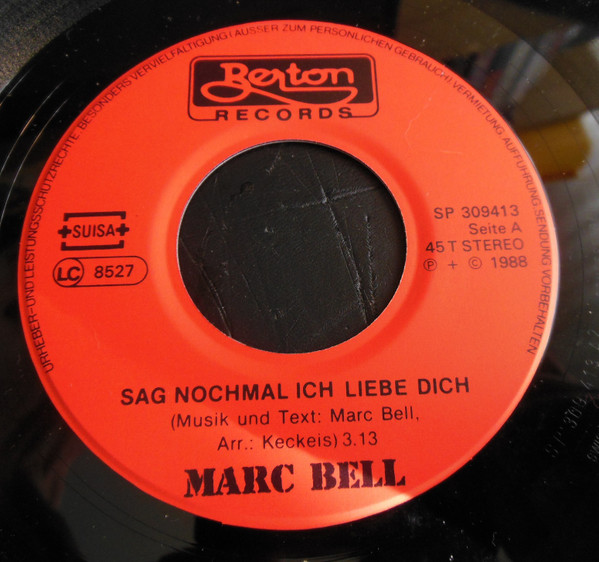 URHEBER-UND LEISTUNGSSCHUTZRECHTE BESONDERS VERVIELFÄLTIGUNG (AUSSER ZUM PERSÖNLICHEN GEBRAUCH) VERMIETUNG AUFFÜHRUNG SENDUNG VORBEHALTEN
Berton
RECORDS
SUISA
LC 8527
SP 309413
Seite A
45 T STEREO
℗ + © 1988
SAG NOCHMAL ICH LIEBE DICH
(Musik und Text: Marc Bell,
Arr.: Keckeis) 3.13
MARC BELL